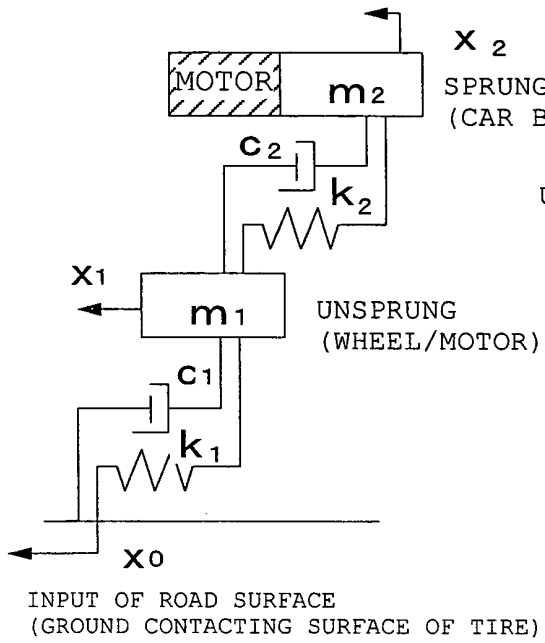 x2
MOTOR
m2
SPRUNG
(CAR B
c2
k2
U
x1
m1
UNSPRUNG
(WHEEL/MOTOR)
c1
k1
x0
INPUT OF ROAD SURFACE
(GROUND CONTACTING SURFACE OF TIRE)